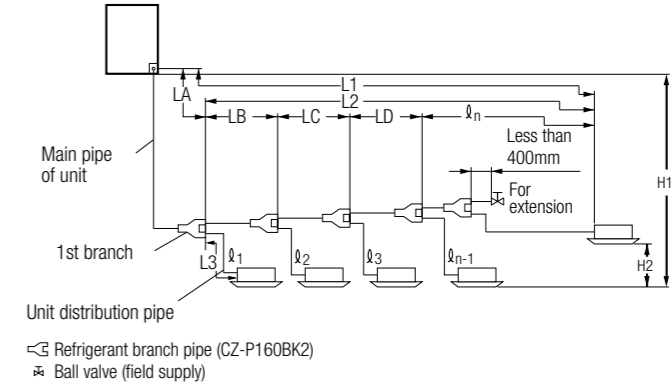 L1
LA
L2
LB
LC
LD
ℓn
Less than
400mm
Main pipe
of unit
For
extension
H1
1st branch
L3
ℓ1
ℓ2
ℓ3
ℓn-1
H2
Unit distribution pipe
Refrigerant branch pipe (CZ-P160BK2)
Ball valve (field supply)